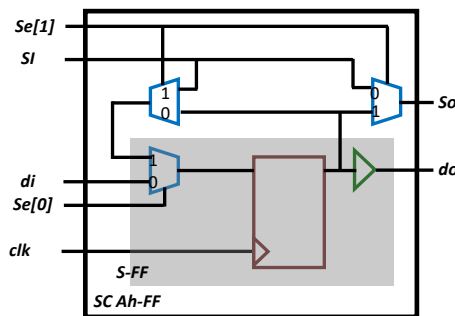 Se[1]
SI
1
0
0
1
So
1
0
di
do
Se[0]
clk
S-FF
SC Ah-FF